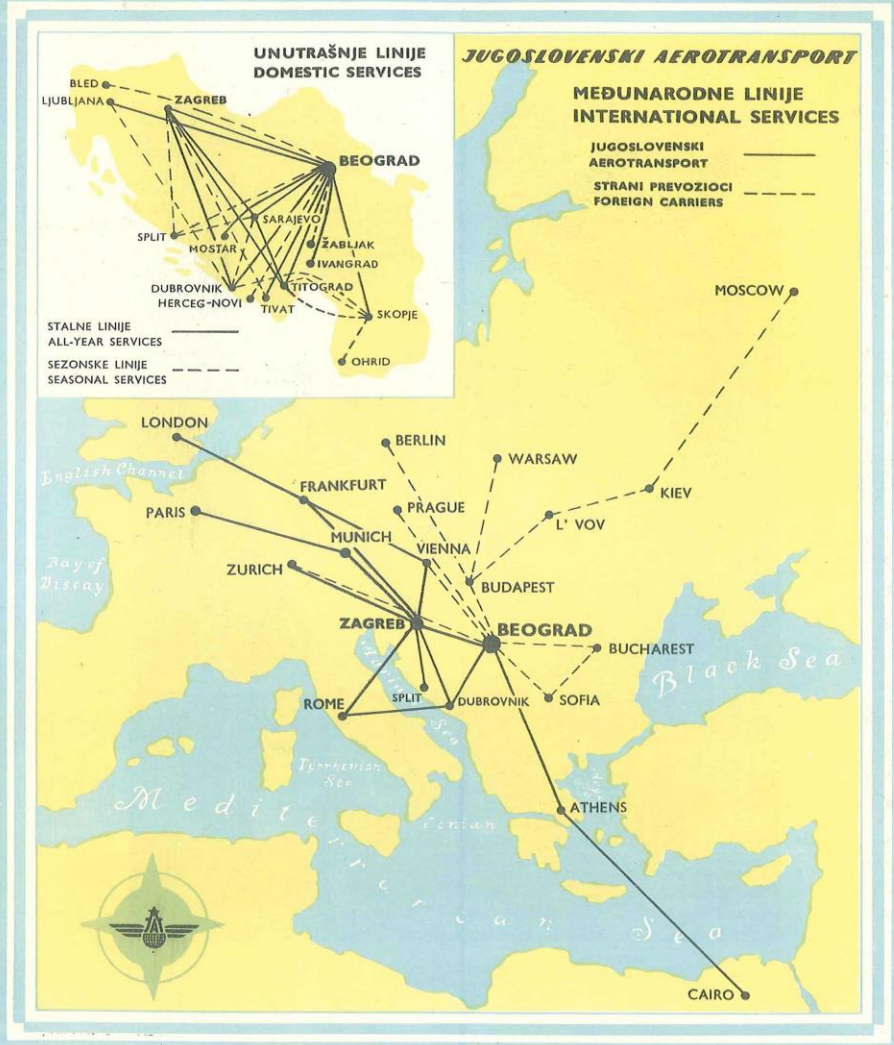 JUGOSLOVENSKI AEROTRANSPORT
UNUTRAŠNJE LINIJE
DOMESTIC SERVICES
BLED
LJUBLJANA
ZAGREB
BEOGRAD
SARAJEVO
SPLIT
MOSTAR
ŽABLJAK
IVANGRAD
DUBROVNIK
HERCEG-NOVI
TITOGRAD
TIVAT
SKOPJE
OHRID
STALNE LINIJE
ALL-YEAR SERVICES
SEZONSKE LINIJE
SEASONAL SERVICES
MEĐUNARODNE LINIJE
INTERNATIONAL SERVICES
JUGOSLOVENSKI
AEROTRANSPORT
STRANI PREVOZIOCI
FOREIGN CARRIERS
MOSCOW
LONDON
BERLIN
WARSAW
English Channel
FRANKFURT
KIEV
PARIS
PRAGUE
L' VOV
MUNICH
VIENNA
Bay of
Biscay
ZURICH
BUDAPEST
ZAGREB
BEOGRAD
BUCHAREST
Black Sea
Adriatic Sea
SPLIT
ROME
DUBROVNIK
SOFIA
Tyrrhenian
Sea
ATHENS
Ionian
Mediterranean Sea
CAIRO